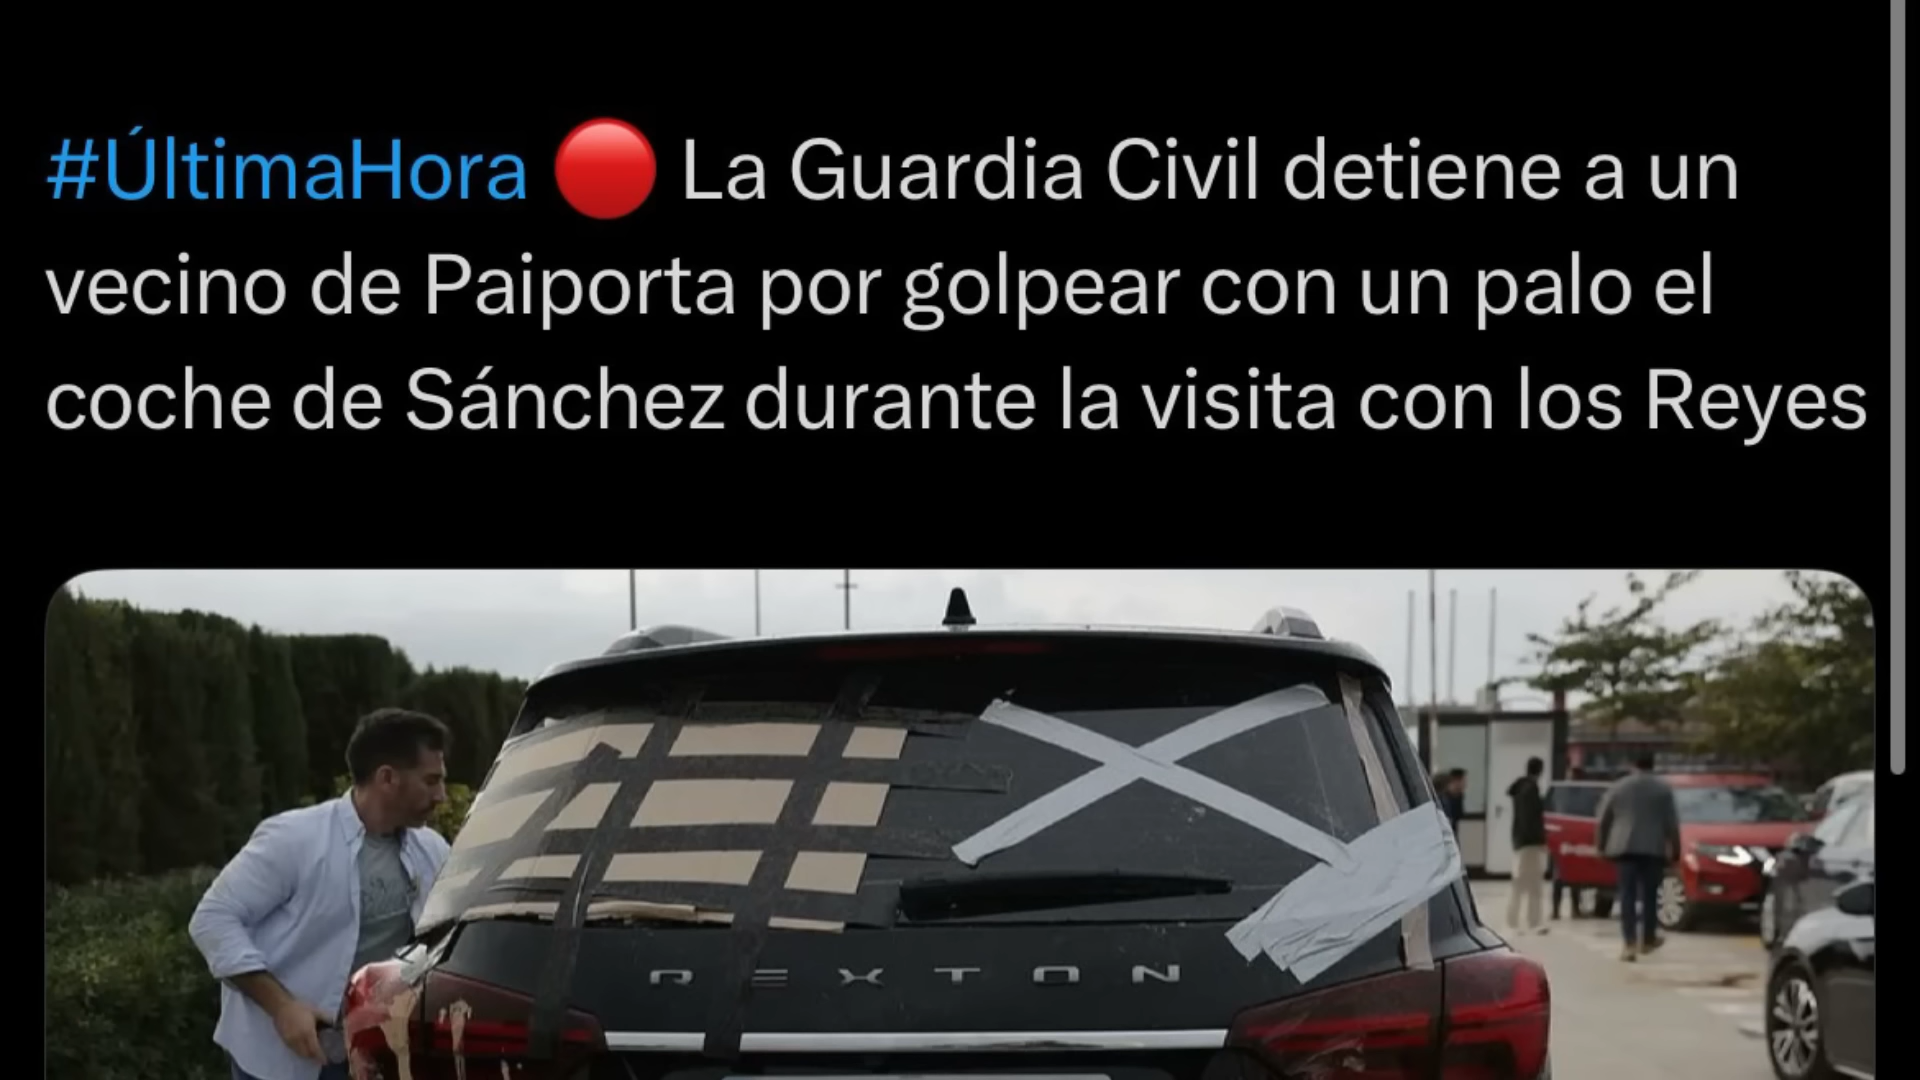 #ÚltimaHora 🔴 La Guardia Civil detiene a un
vecino de Paiporta por golpear con un palo el
coche de Sánchez durante la visita con los Reyes
REXTON